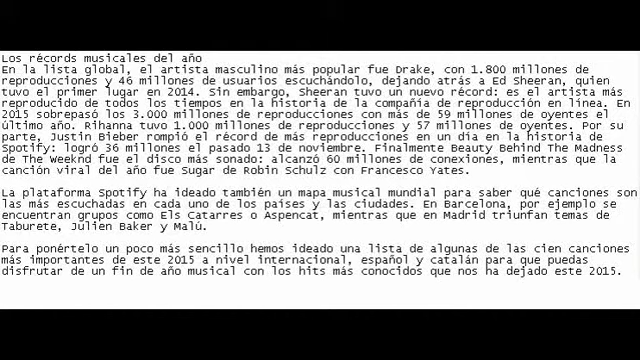 Los récords musicales del año
En la lista global, el artista masculino más popular fue Drake, con 1.800 millones de
reproducciones y 46 millones de usuarios escuchándolo, dejando atrás a Ed Sheeran, quien
tuvo el primer lugar en 2014. Sin embargo, Sheeran tuvo un nuevo récord: es el artista más
reproducido de todos los tiempos en la historia de la compañía de reproducción en línea. En
2015 sobrepasó los 3.000 millones de reproducciones con más de 59 millones de oyentes el
último año. Rihanna tuvo 1.000 millones de reproducciones y 57 millones de oyentes. Por su
parte, Justin Bieber rompió el récord de más reproducciones en un día en la historia de
Spotify: logró 36 millones el pasado 13 de noviembre. Finalmente Beauty Behind The Madness
de The Weeknd fue el disco más sonado: alcanzó 60 millones de conexiones, mientras que la
canción viral del año fue Sugar de Robin Schulz con Francesco Yates.
La plataforma Spotify ha ideado también un mapa musical mundial para saber qué canciones son
las más escuchadas en cada uno de los países y las ciudades. En Barcelona, por ejemplo se
encuentran grupos como Els Catarres o Aspencat, mientras que en Madrid triunfan temas de
Taburete, Julien Baker y Malú.
Para ponértelo un poco más sencillo hemos ideado una lista de algunas de las cien canciones
más importantes de este 2015 a nivel internacional, español y catalán para que puedas
disfrutar de un fin de año musical con los hits más conocidos que nos ha dejado este 2015.